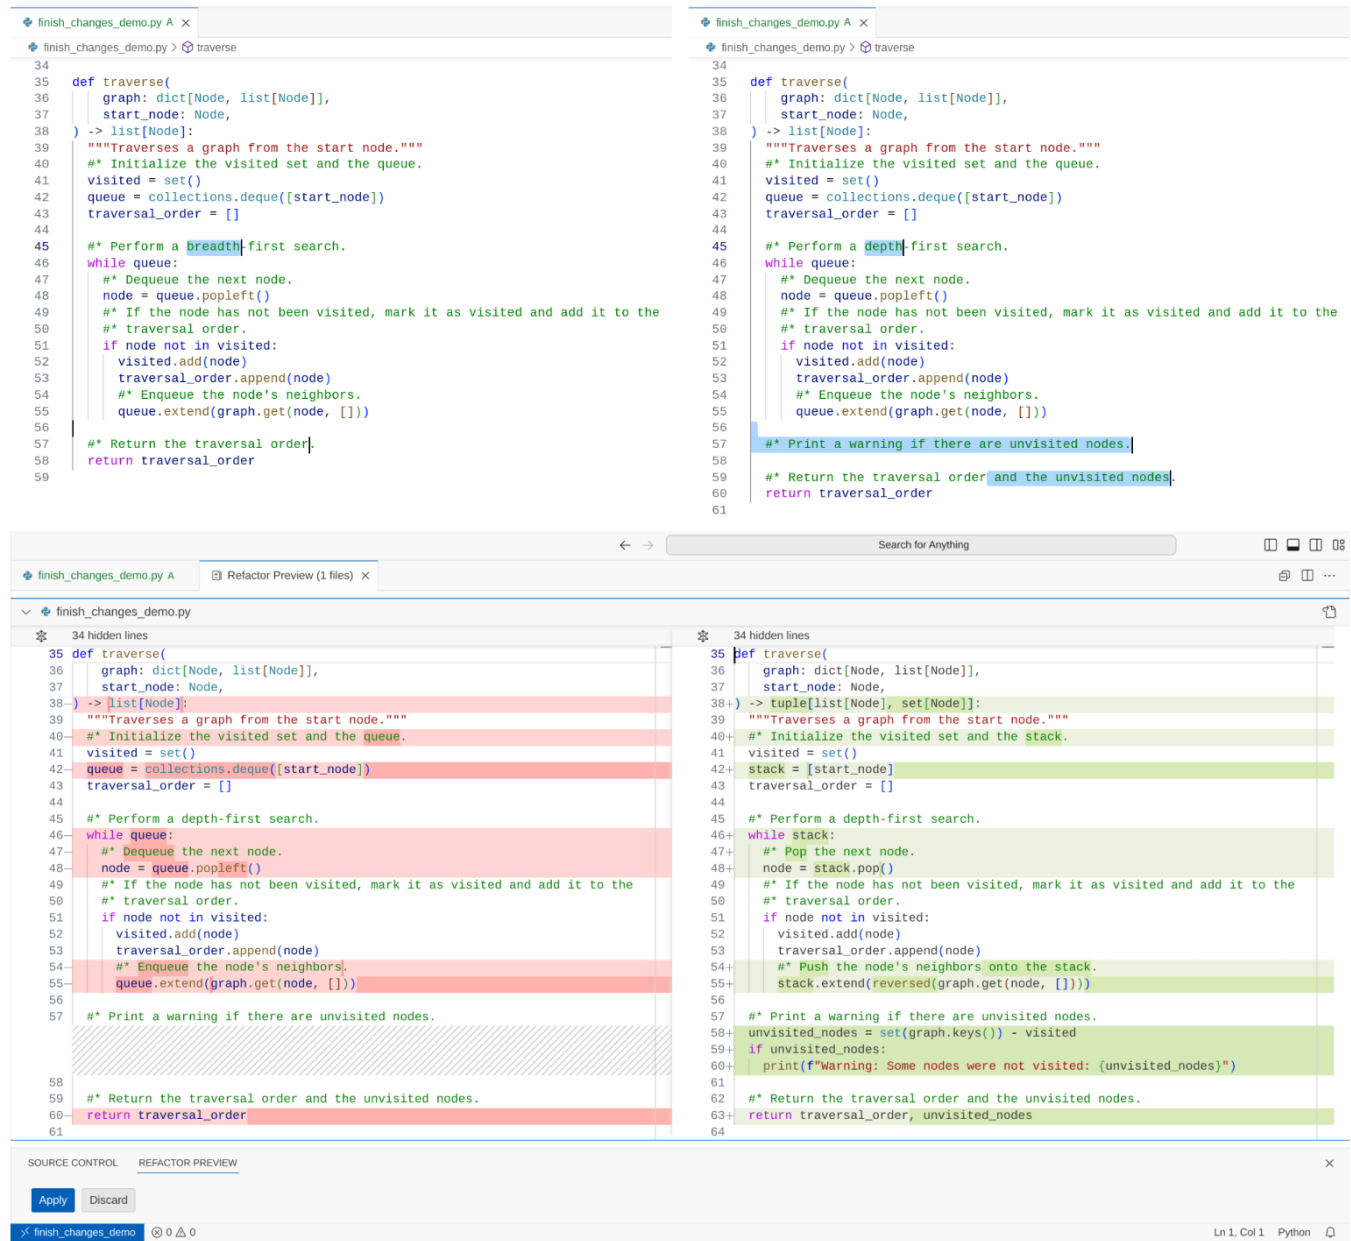 finish_changes_demo.py A ×
finish_changes_demo.py > traverse
34
35 def traverse(
36 graph: dict[Node, list[Node]],
37 start_node: Node,
38 ) -> list[Node]:
39 """Traverses a graph from the start node."""
40 #* Initialize the visited set and the queue.
41 visited = set()
42 queue = collections.deque([start_node])
43 traversal_order = []
44
45 #* Perform a breadth-first search.
46 while queue:
47 #* Dequeue the next node.
48 node = queue.popleft()
49 #* If the node has not been visited, mark it as visited and add it to the
50 #* traversal order.
51 if node not in visited:
52 visited.add(node)
53 traversal_order.append(node)
54 #* Enqueue the node's neighbors.
55 queue.extend(graph.get(node, []))
56
57 #* Return the traversal order.
58 return traversal_order
59
finish_changes_demo.py A ×
finish_changes_demo.py > traverse
34
35 def traverse(
36 graph: dict[Node, list[Node]],
37 start_node: Node,
38 ) -> list[Node]:
39 """Traverses a graph from the start node."""
40 #* Initialize the visited set and the queue.
41 visited = set()
42 queue = collections.deque([start_node])
43 traversal_order = []
44
45 #* Perform a depth-first search.
46 while queue:
47 #* Dequeue the next node.
48 node = queue.popleft()
49 #* If the node has not been visited, mark it as visited and add it to the
50 #* traversal order.
51 if node not in visited:
52 visited.add(node)
53 traversal_order.append(node)
54 #* Enqueue the node's neighbors.
55 queue.extend(graph.get(node, []))
56
57 #* Print a warning if there are unvisited nodes.
58
59 #* Return the traversal order and the unvisited nodes.
60 return traversal_order
61
Search for Anything
finish_changes_demo.py A
Refactor Preview (1 files) ×
finish_changes_demo.py
34 hidden lines
35 def traverse(
36 graph: dict[Node, list[Node]],
37 start_node: Node,
38− ) -> list[Node]:
39 """Traverses a graph from the start node."""
40− #* Initialize the visited set and the queue.
41 visited = set()
42− queue = collections.deque([start_node])
43 traversal_order = []
44
45 #* Perform a depth-first search.
46− while queue:
47− #* Dequeue the next node.
48− node = queue.popleft()
49 #* If the node has not been visited, mark it as visited and add it to the
50 #* traversal order.
51 if node not in visited:
52 visited.add(node)
53 traversal_order.append(node)
54− #* Enqueue the node's neighbors.
55− queue.extend(graph.get(node, []))
56
57 #* Print a warning if there are unvisited nodes.
58
59 #* Return the traversal order and the unvisited nodes.
60− return traversal_order
61
34 hidden lines
35 def traverse(
36 graph: dict[Node, list[Node]],
37 start_node: Node,
38+ ) -> tuple[list[Node], set[Node]]:
39 """Traverses a graph from the start node."""
40+ #* Initialize the visited set and the stack.
41 visited = set()
42+ stack = [start_node]
43 traversal_order = []
44
45 #* Perform a depth-first search.
46+ while stack:
47+ #* Pop the next node.
48+ node = stack.pop()
49 #* If the node has not been visited, mark it as visited and add it to the
50 #* traversal order.
51 if node not in visited:
52 visited.add(node)
53 traversal_order.append(node)
54+ #* Push the node's neighbors onto the stack.
55+ stack.extend(reversed(graph.get(node, [])))
56
57 #* Print a warning if there are unvisited nodes.
58+ unvisited_nodes = set(graph.keys()) - visited
59+ if unvisited_nodes:
60+ print(f"Warning: Some nodes were not visited: {unvisited_nodes}")
61
62 #* Return the traversal order and the unvisited nodes.
63+ return traversal_order, unvisited_nodes
64
SOURCE CONTROL REFACTOR PREVIEW ×
Apply Discard
finish_changes_demo 0 0 Ln 1, Col 1 Python